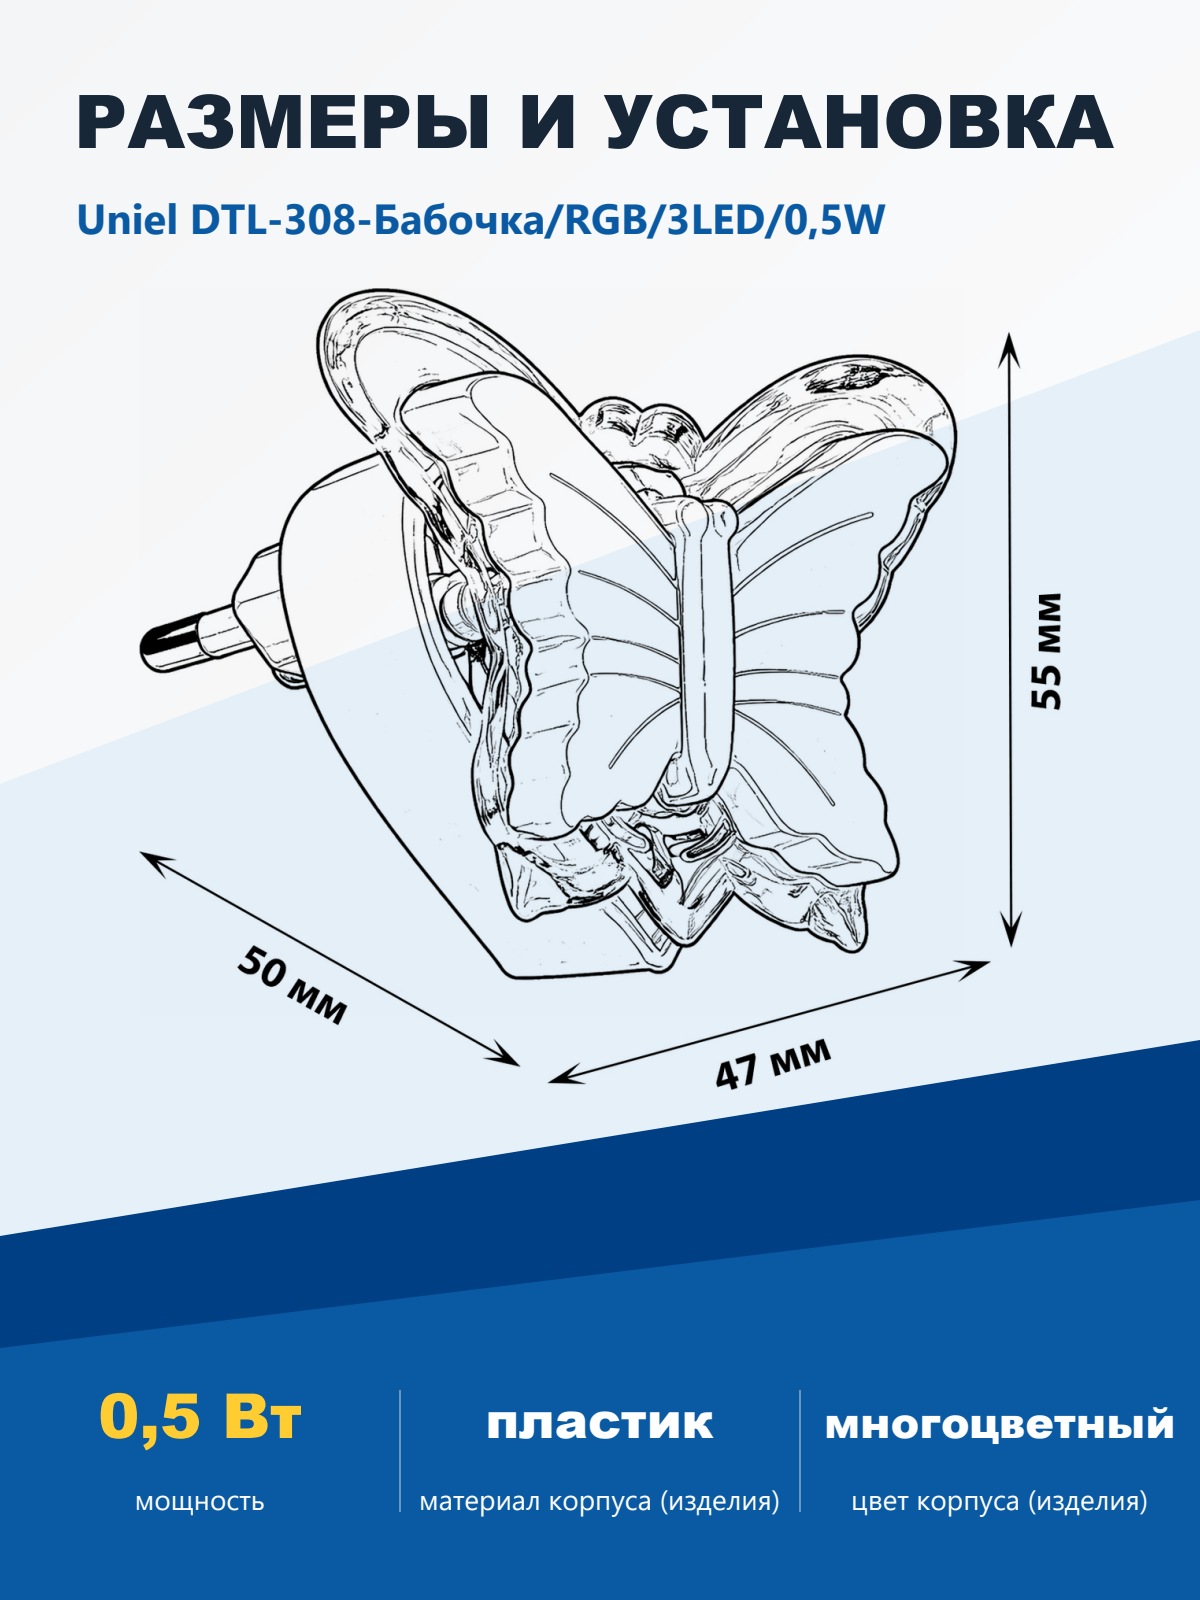 РАЗМЕРЫ И УСТАНОВКА
Uniel DTL-308-Бабочка/RGB/3LED/0,5W
55 мм
50 мм
47 мм
0,5 Вт
мощность
пластик
материал корпуса (изделия)
многоцветный
цвет корпуса (изделия)